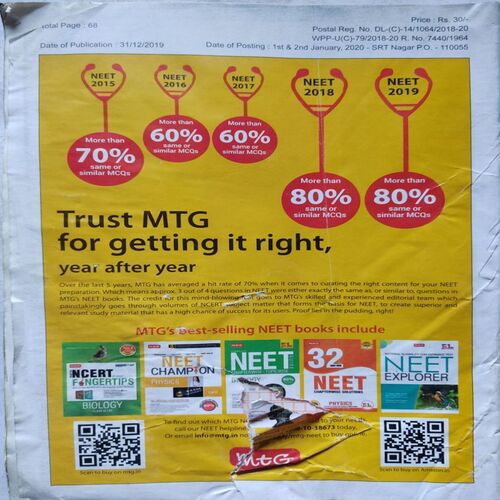 Total Page : 68
Price : Rs. 30/-
Postal Reg. No. DL-(C)-14/1064/2018-20
WPP-U(C)-79/2018-20 R. No. 7440/1964
Date of Publication : 31/12/2019
Date of Posting : 1st & 2nd January, 2020 - SRT Nagar P.O. - 110055
NEET
2015
More than
70%
same or
similar MCQs
NEET
2016
More than
60%
same or
similar MCQs
NEET
2017
More than
60%
same or
similar MCQs
NEET
2018
More than
80%
same or
similar MCQs
NEET
2019
More than
80%
same or
similar MCQs
Trust MTG
for getting it right,
year after year
Over the last 5 years, MTG has averaged a hit rate of 70% when it comes to curating the right content for your NEET
preparation. Which means approx. 3 out of 4 questions in NEET were either exactly the same as, or similar to, questions in
MTG's NEET books. The credit for this mind-blowing goes to MTG's skilled and experienced editorial team which
painstakingly goes through volumes of NCERT subject matter that forms the basis for NEET, to create superior and
relevant study material that has a high chance of success for its users. Proof lies in the pudding, right!
MTG's Best-selling NEET books include
NCERT
FINGERTIPS
BIOLOGY
NEET
CHAMPION
PHYSICS
NEET
32
NEET
PHYSICS
NEET
EXPLORER
To find out which MTG to your needs,
call our NEET helpline 10-38673 today.
Or email info@mtg.in mtg-neet to buy online.
Scan to buy on mtg.in
MtG
Scan to buy on Amazon.in